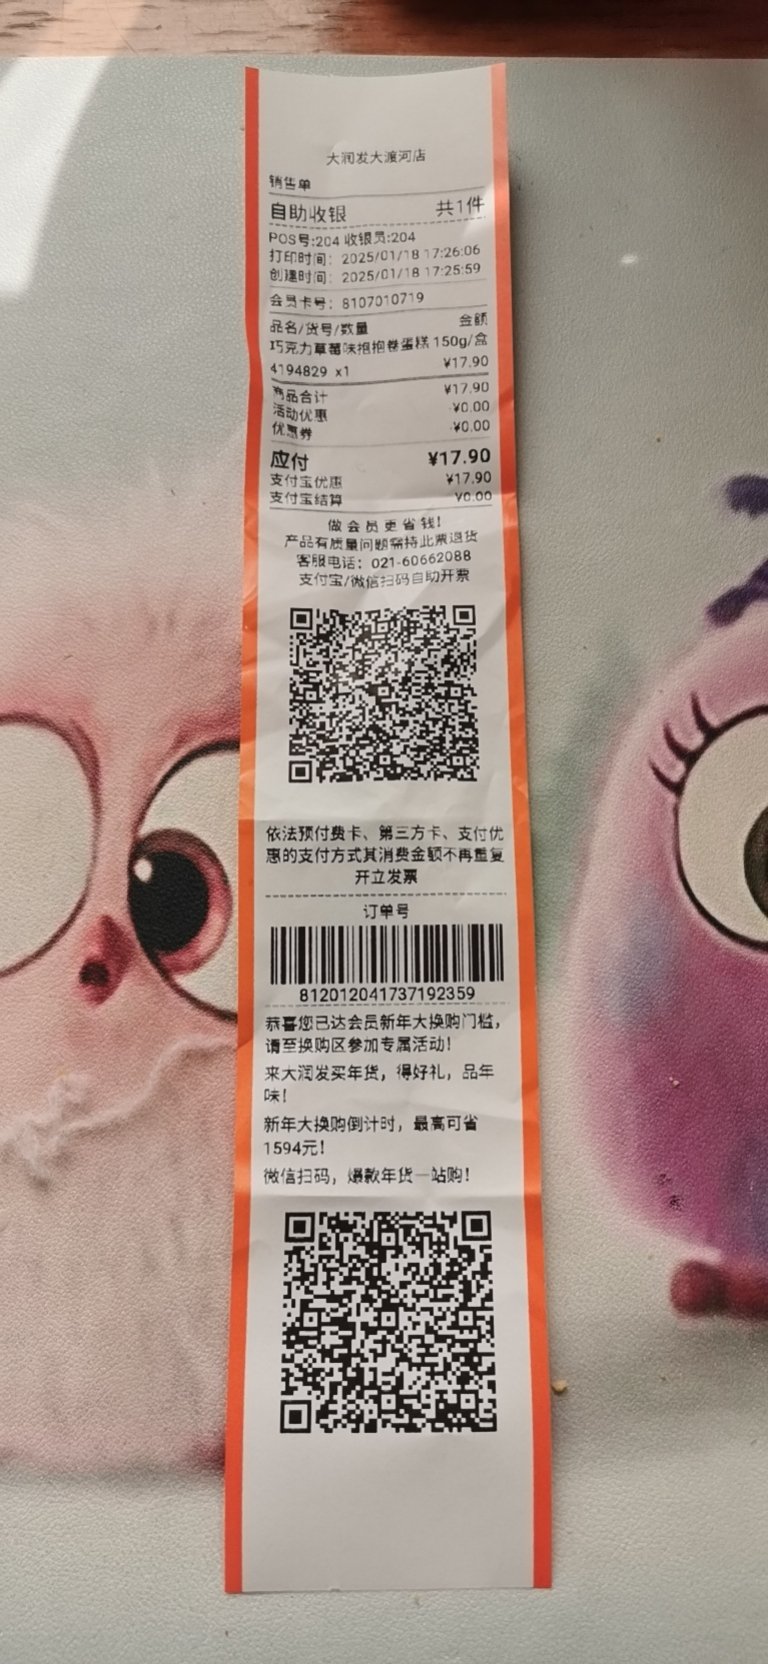 大润发大渡河店
销售单
自助收银 共1件
POS号:204 收银员:204
打印时间: 2025/01/18 17:26:06
创建时间: 2025/01/18 17:25:59
会员卡号: 8107010719
品名/货号/数量 金额
巧克力草莓味抱抱卷蛋糕 150g/盒
4194829 x1 ¥17.90
商品合计 ¥17.90
活动优惠 -¥0.00
优惠券 -¥0.00
应付 ¥17.90
支付宝优惠 ¥17.90
支付宝结算 ¥0.00
做会员更省钱!
产品有质量问题需持此票退货
客服电话: 021-60662088
支付宝/微信扫码自助开票
依法预付费卡、第三方卡、支付优
惠的支付方式其消费金额不再重复
开立发票
订单号
812012041737192359
恭喜您已达会员新年大换购门槛,
请至换购区参加专属活动!
来大润发买年货, 得好礼, 品年
味!
新年大换购倒计时, 最高可省
1594元!
微信扫码, 爆款年货一站购!